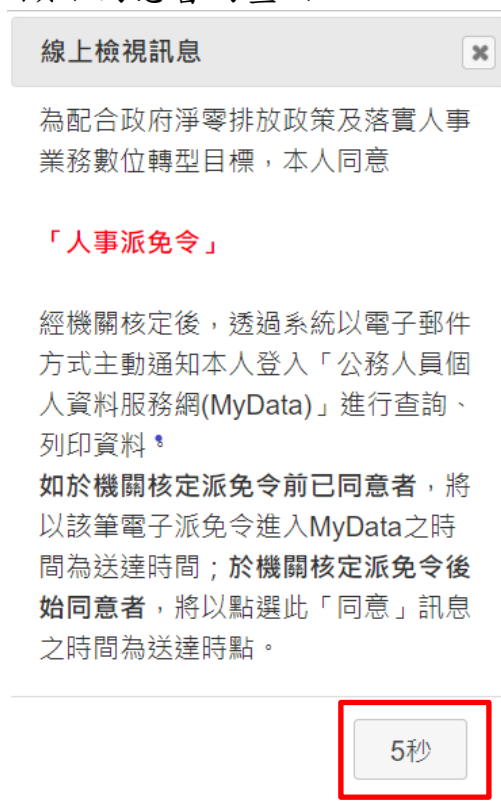 線上檢視訊息
為配合政府淨零排放政策及落實人事
業務數位轉型目標，本人同意
「人事派免令」
經機關核定後，透過系統以電子郵件
方式主動通知本人登入「公務人員個
人資料服務網(MyData)」進行查詢、
列印資料
如於機關核定派免令前已同意者，將
以該筆電子派免令進入MyData之時
間為送達時間；於機關核定派免令後
始同意者，將以點選此「同意」訊息
之時間為送達時點。
5秒